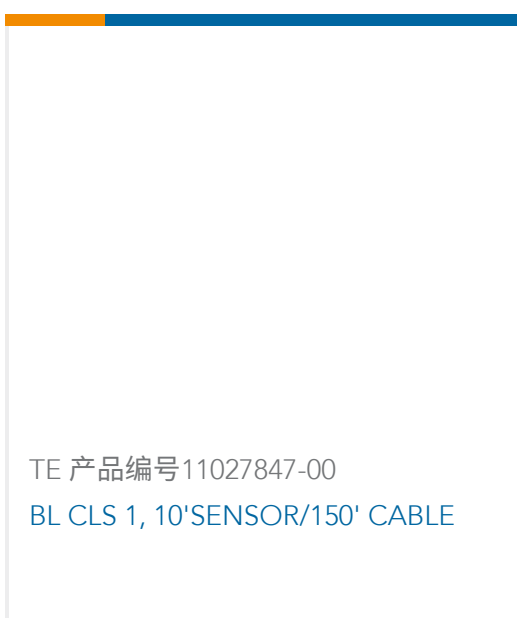 TE 产品编号11027847-00
BL CLS 1, 10'SENSOR/150' CABLE